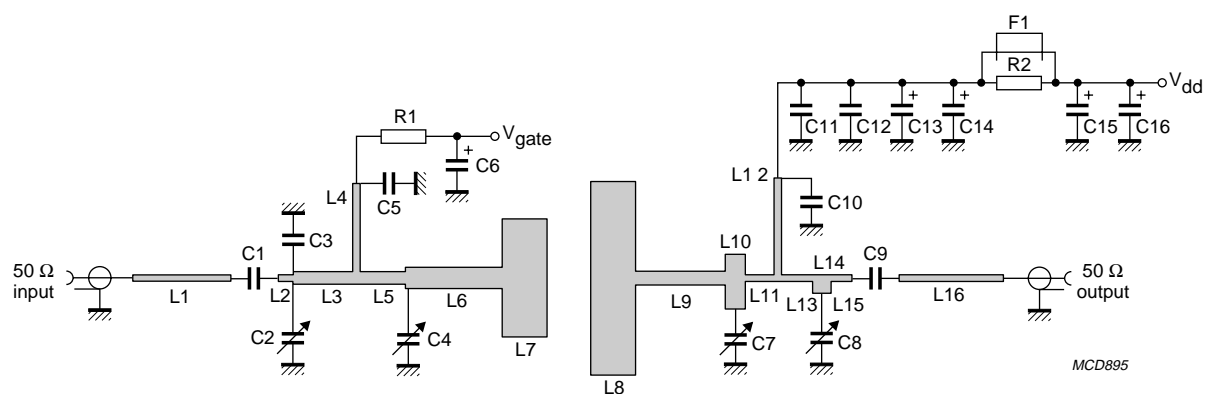 F1
R2
V_dd
C11
C12
C13
C14
C15
C16
+
+
+
+
R1
V_gate
+
C6
L4
C5
L1 2
C10
C3
50 Ω
input
C1
L1
L2
L3
L5
L6
L7
C2
C4
L8
L9
L10
L11
L13
L14
L15
C9
L16
50 Ω
output
C7
C8
MCD895